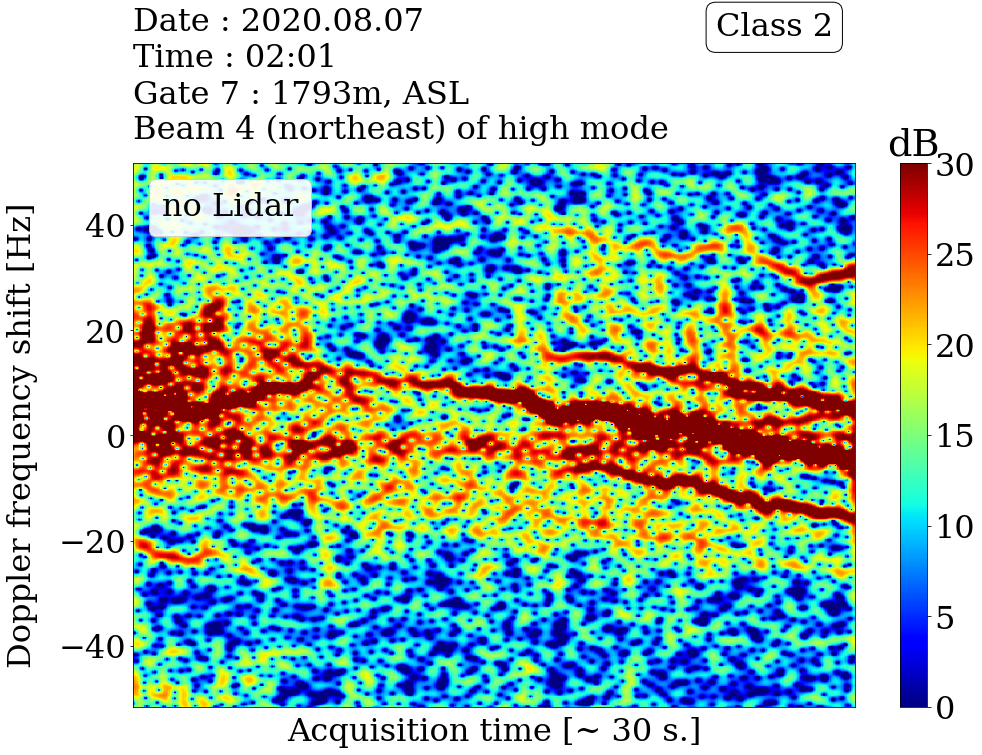 Date : 2020.08.07
Time : 02:01
Gate 7 : 1793m, ASL
Beam 4 (northeast) of high mode
Class 2
no Lidar
Doppler frequency shift [Hz]
40
20
0
−20
−40
Acquisition time [~ 30 s.]
dB
30
25
20
15
10
5
0